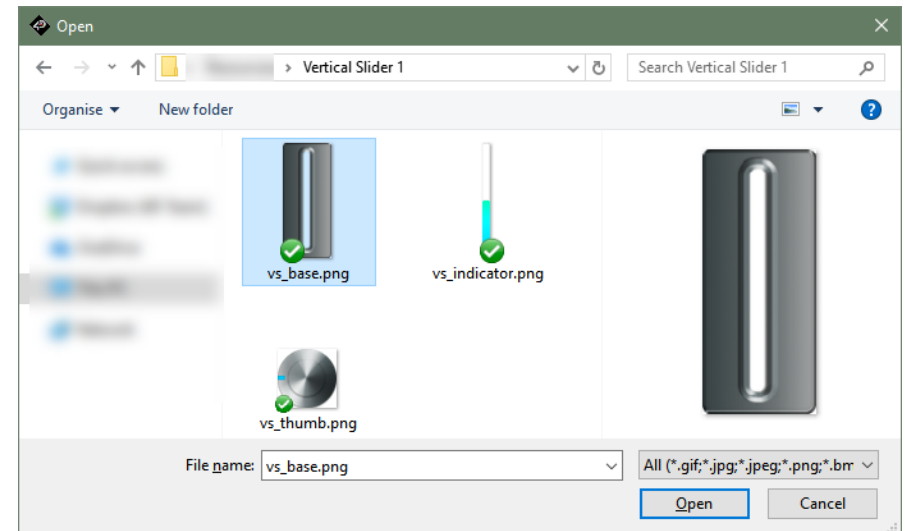 Open
Vertical Slider 1
Search Vertical Slider 1
Organise
New folder
?
vs_base.png
vs_indicator.png
vs_thumb.png
File name:
vs_base.png
All (*.gif;*.jpg;*.jpeg;*.png;*.bm
Open
Cancel